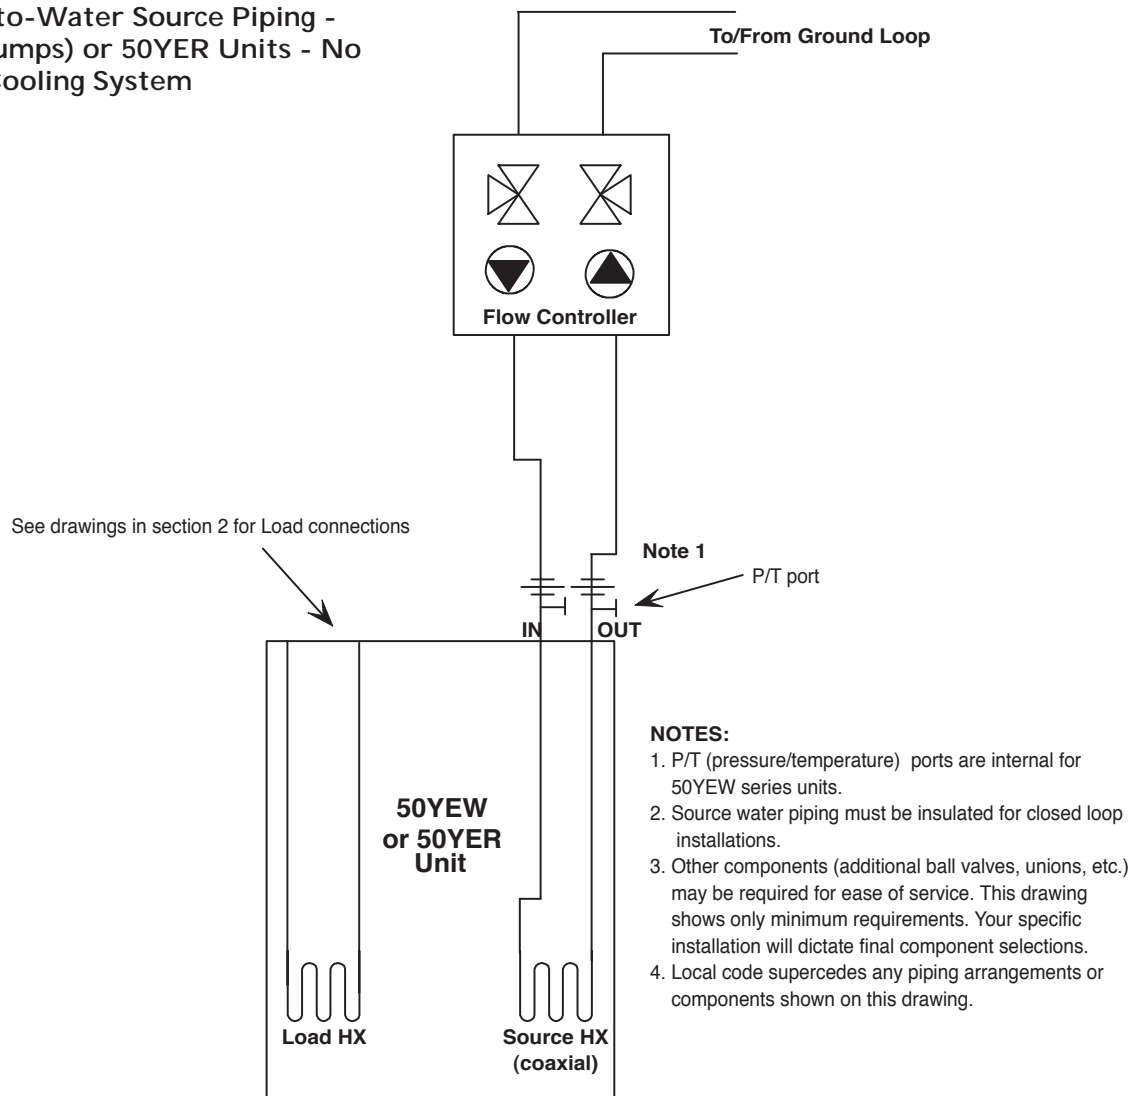 to-Water Source Piping -
umps) or 50YER Units - No
Cooling System
To/From Ground Loop
Flow Controller
See drawings in section 2 for Load connections
Note 1
P/T port
IN
OUT
50YEW
or 50YER
Unit
Load HX
Source HX
(coaxial)
NOTES:
1. P/T (pressure/temperature) ports are internal for
50YEW series units.
2. Source water piping must be insulated for closed loop
installations.
3. Other components (additional ball valves, unions, etc.)
may be required for ease of service. This drawing
shows only minimum requirements. Your specific
installation will dictate final component selections.
4. Local code supercedes any piping arrangements or
components shown on this drawing.